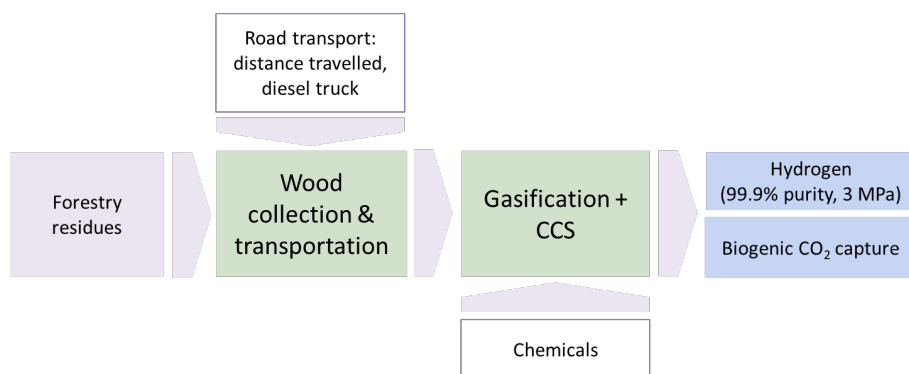 Road transport:
distance travelled,
diesel truck
Forestry
residues
Wood
collection &
transportation
Gasification +
CCS
Hydrogen
(99.9% purity, 3 MPa)
Biogenic CO₂ capture
Chemicals